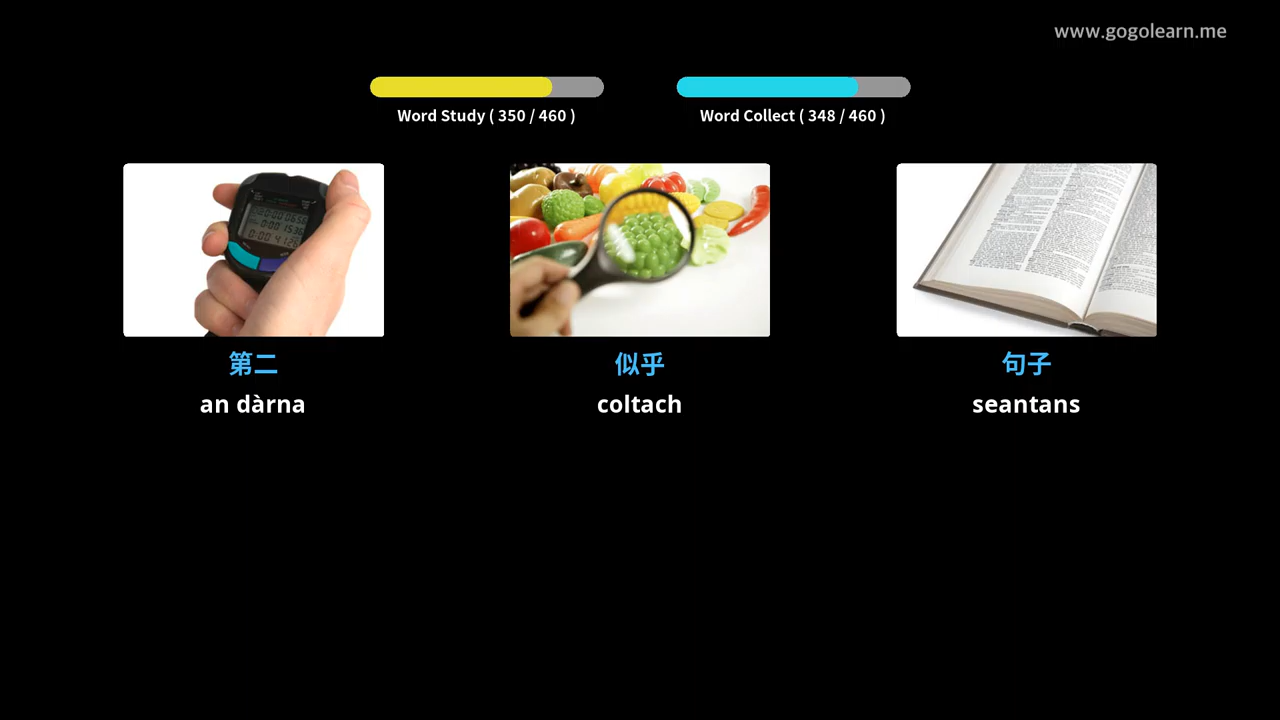 www.gogolearn.me
Word Study ( 350 / 460 )
Word Collect ( 348 / 460 )
第二
似乎
句子
an dàrna
coltach
seantans